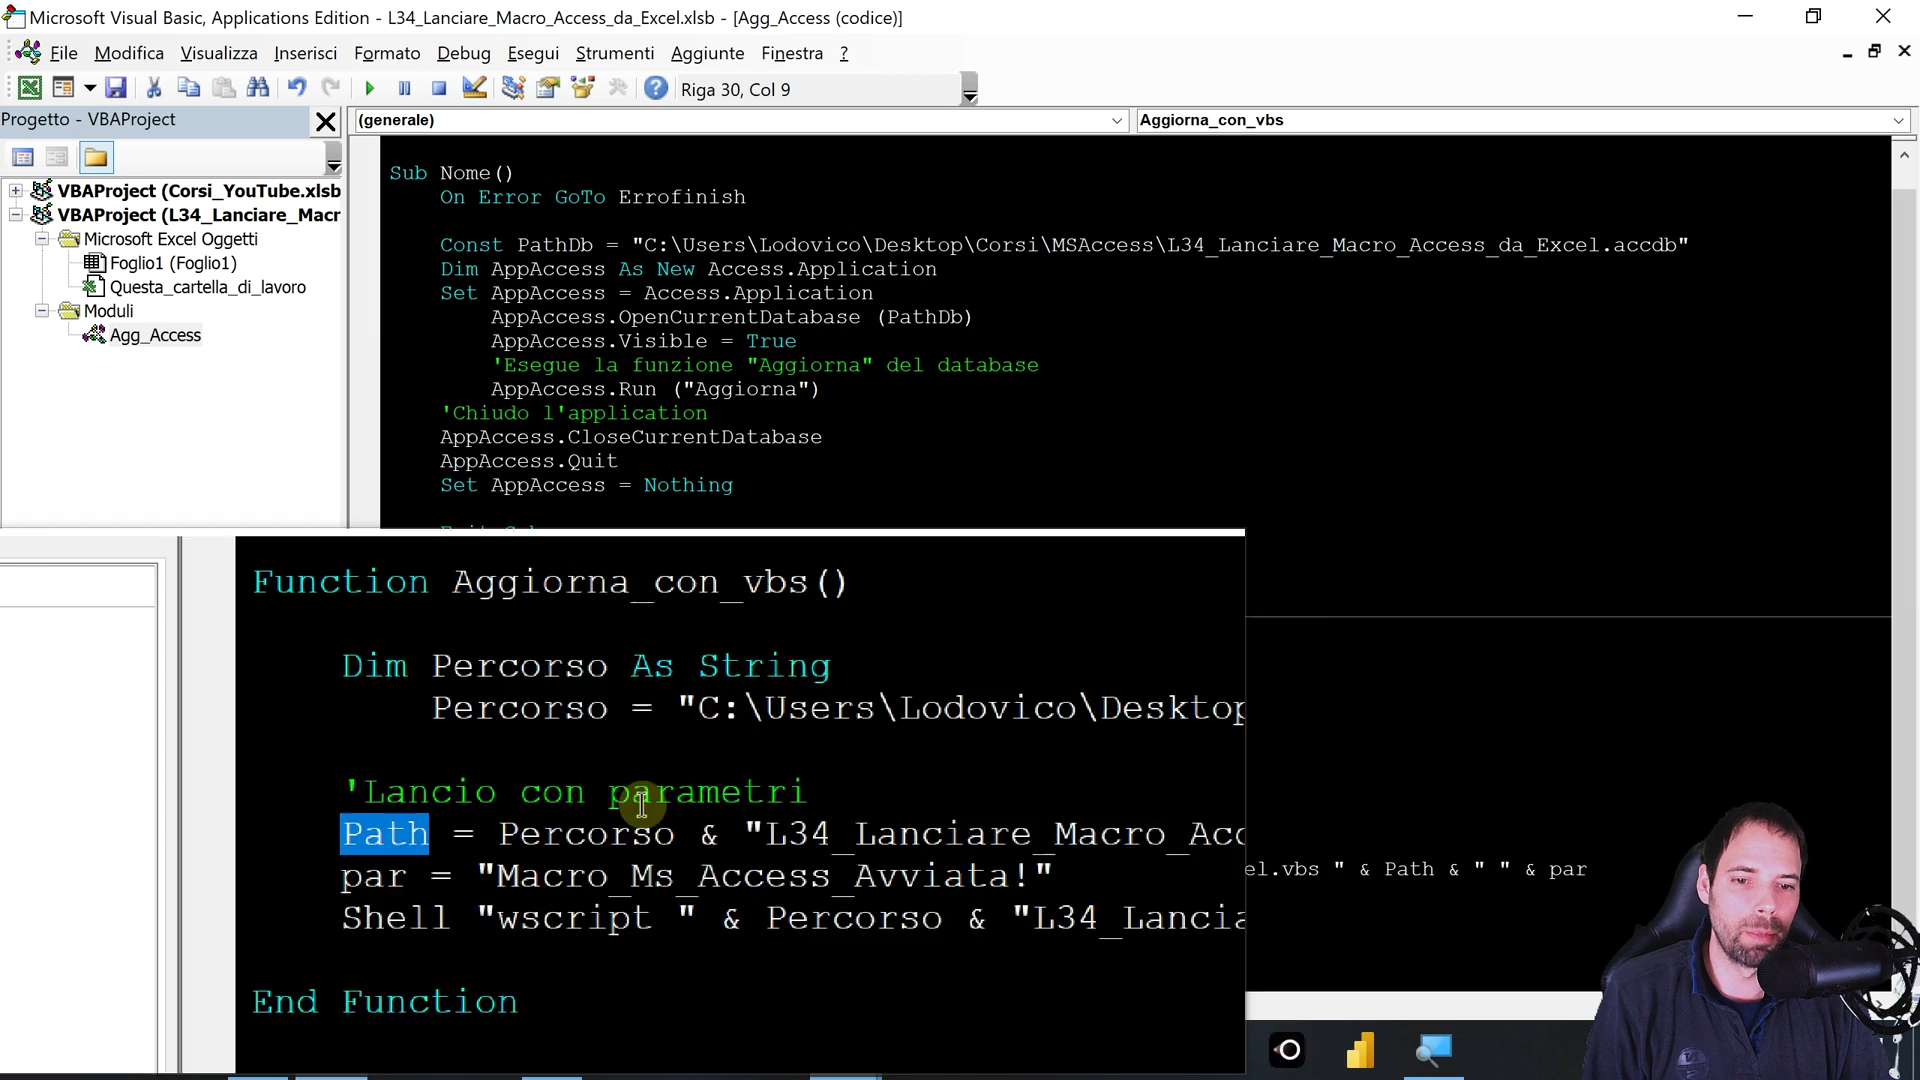 Microsoft Visual Basic, Applications Edition - L34_Lanciare_Macro_Access_da_Excel.xlsb - [Agg_Access (codice)]
File Modifica Visualizza Inserisci Formato Debug Esegui Strumenti Aggiunte Finestra ?
Riga 30, Col 9
Progetto - VBAProject
(generale)
Aggiorna_con_vbs
VBAProject (Corsi_YouTube.xlsb
VBAProject (L34_Lanciare_Macr
Microsoft Excel Oggetti
Foglio1 (Foglio1)
Questa_cartella_di_lavoro
Moduli
Agg_Access
Sub Nome()
On Error GoTo Errofinish
Const PathDb = "C:\Users\Lodovico\Desktop\Corsi\MSAccess\L34_Lanciare_Macro_Access_da_Excel.accdb"
Dim AppAccess As New Access.Application
Set AppAccess = Access.Application
AppAccess.OpenCurrentDatabase (PathDb)
AppAccess.Visible = True
'Esegue la funzione "Aggiorna" del database
AppAccess.Run ("Aggiorna")
'Chiudo l'application
AppAccess.CloseCurrentDatabase
AppAccess.Quit
Set AppAccess = Nothing
Function Aggiorna_con_vbs()
Dim Percorso As String
Percorso = "C:\Users\Lodovico\Desktop
'Lancio con parametri
Path = Percorso & "L34_Lanciare_Macro_Acc
par = "Macro_Ms_Access_Avviata!"
Shell "wscript " & Percorso & "L34_Lancia
el.vbs " & Path & " " & par
End Function